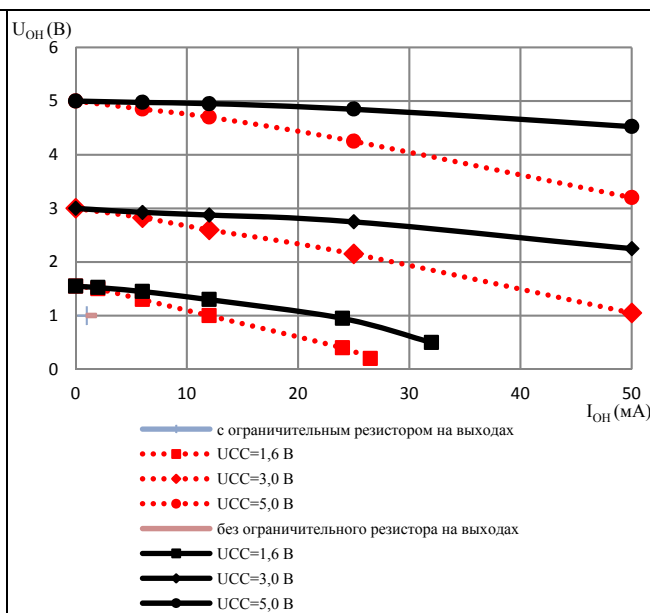 U_OH (В)
6
5
4
3
2
1
0
0 10 20 30 40 50
I_OH (мА)
с ограничительным резистором на выходах
UCC=1,6 В
UCC=3,0 В
UCC=5,0 В
без ограничительного резистора на выходах
UCC=1,6 В
UCC=3,0 В
UCC=5,0 В